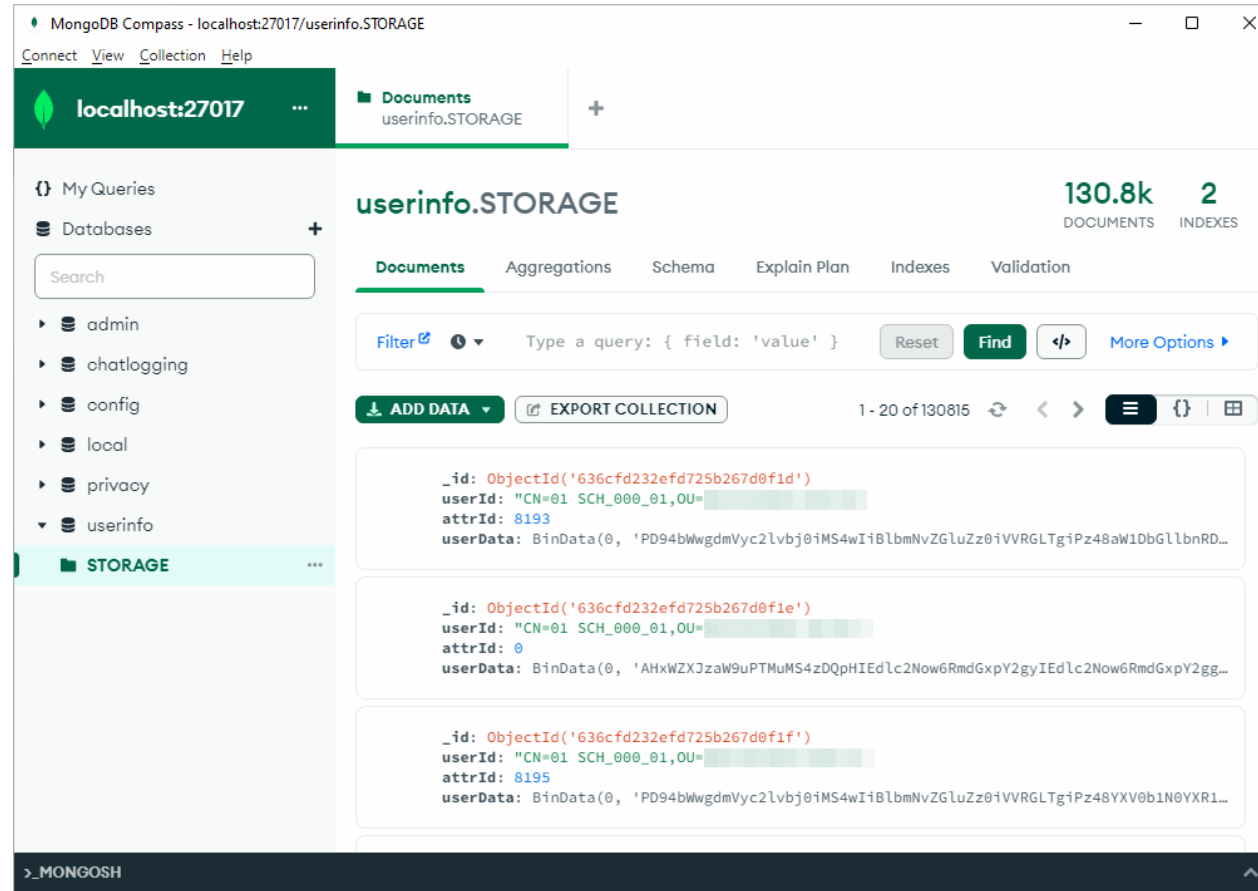 MongoDB Compass - localhost:27017/userinfo.STORAGE
Connect View Collection Help
localhost:27017 ...
Documents
userinfo.STORAGE
+
{} My Queries
Databases +
Search
admin
chatlogging
config
local
privacy
userinfo
STORAGE ...
userinfo.STORAGE
130.8k
DOCUMENTS
2
INDEXES
Documents Aggregations Schema Explain Plan Indexes Validation
Filter Type a query: { field: 'value' } Reset Find </> More Options
ADD DATA EXPORT COLLECTION 1 - 20 of 130815 {}
_id: ObjectId('636cfd232efd725b267d0f1d')
userId: "CN=01 SCH_000_01,OU=
attrId: 8193
userData: BinData(0, 'PD94bWwgdmVyc2lvbj0iMS4wIiBlbmNvZGluZz0iVVRGLTgiPz48aW1DbGllbnRD…
_id: ObjectId('636cfd232efd725b267d0f1e')
userId: "CN=01 SCH_000_01,OU=
attrId: 0
userData: BinData(0, 'AHxWZXJzaW9uPTMuMS4zDQpHIEdlc2Now6RmdGxpY2gyIEdlc2Now6RmdGxpY2gg…
_id: ObjectId('636cfd232efd725b267d0f1f')
userId: "CN=01 SCH_000_01,OU=
attrId: 8195
userData: BinData(0, 'PD94bWwgdmVyc2lvbj0iMS4wIiBlbmNvZGluZz0iVVRGLTgiPz48YXV0b1N0YXR1…
>_MONGOSH